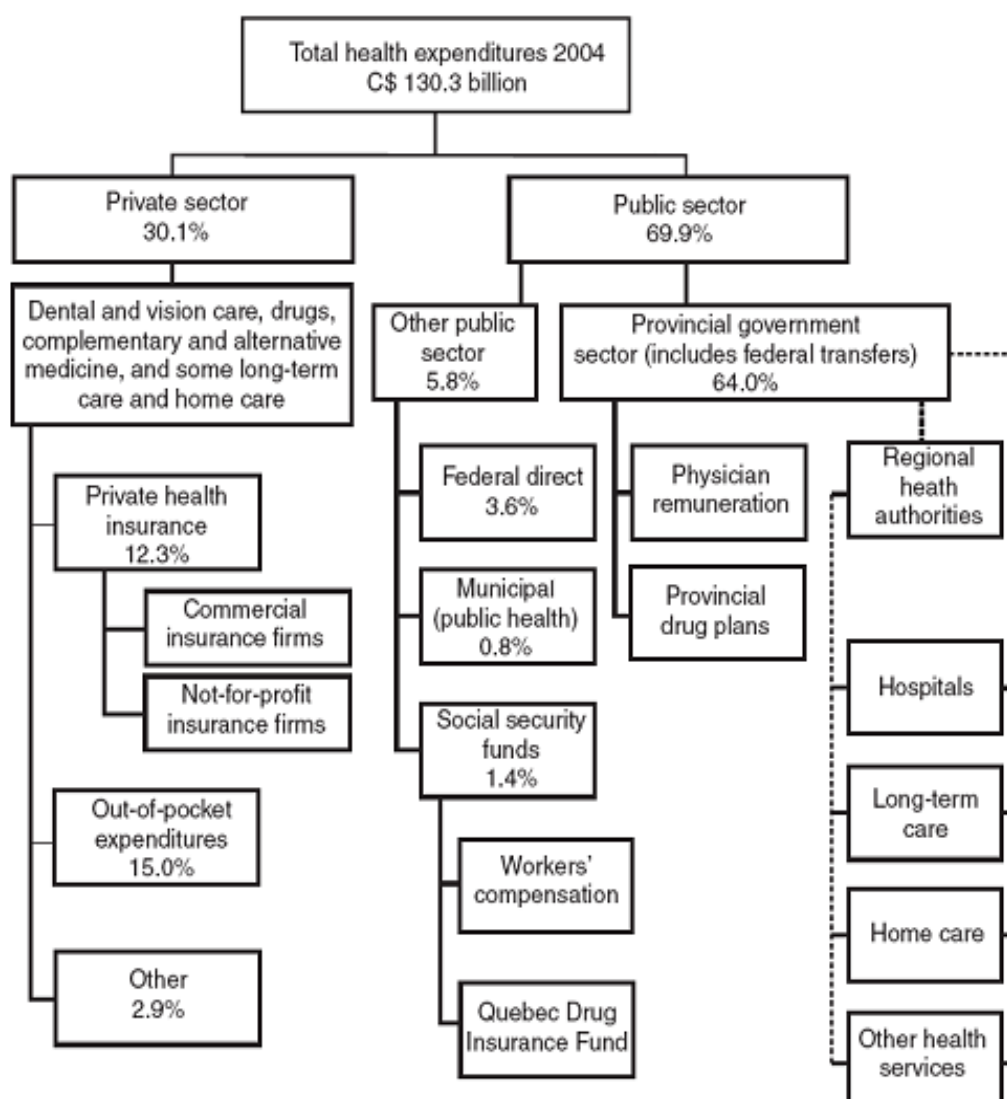 Total health expenditures 2004
C$ 130.3 billion
Private sector
30.1%
Public sector
69.9%
Dental and vision care, drugs,
complementary and alternative
medicine, and some long-term
care and home care
Other public
sector
5.8%
Provincial government
sector (includes federal transfers)
64.0%
Private health
insurance
12.3%
Commercial
insurance firms
Not-for-profit
insurance firms
Out-of-pocket
expenditures
15.0%
Other
2.9%
Federal direct
3.6%
Municipal
(public health)
0.8%
Social security
funds
1.4%
Workers'
compensation
Quebec Drug
Insurance Fund
Physician
remuneration
Provincial
drug plans
Regional
heath
authorities
Hospitals
Long-term
care
Home care
Other health
services